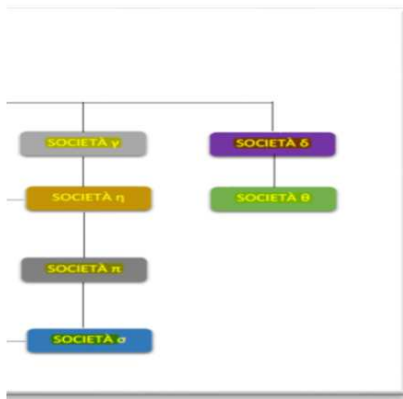 SOCIETÀ γ
SOCIETÀ δ
SOCIETÀ η
SOCIETÀ θ
SOCIETÀ π
SOCIETÀ σ